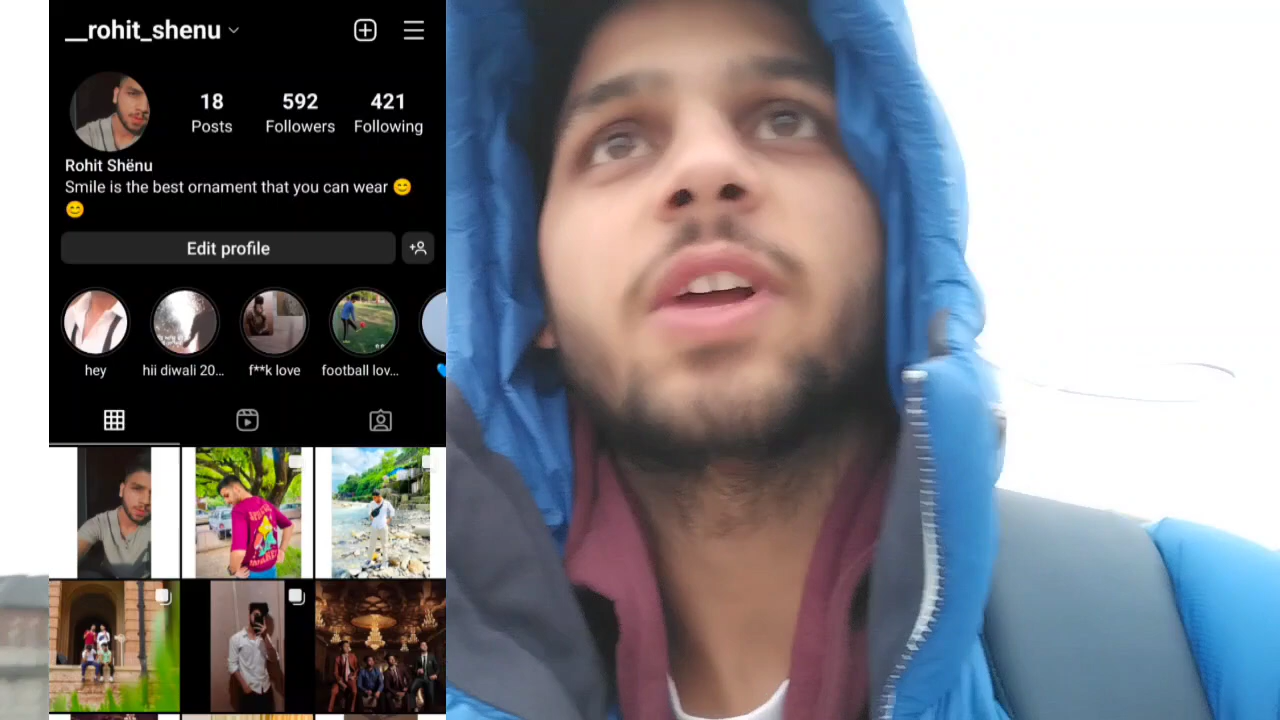 __rohit_shenu
18 592 421
Posts Followers Following
Rohit Shënu
Smile is the best ornament that you can wear 😊
😊
Edit profile
hey hii diwali 20... f**k love football lov...